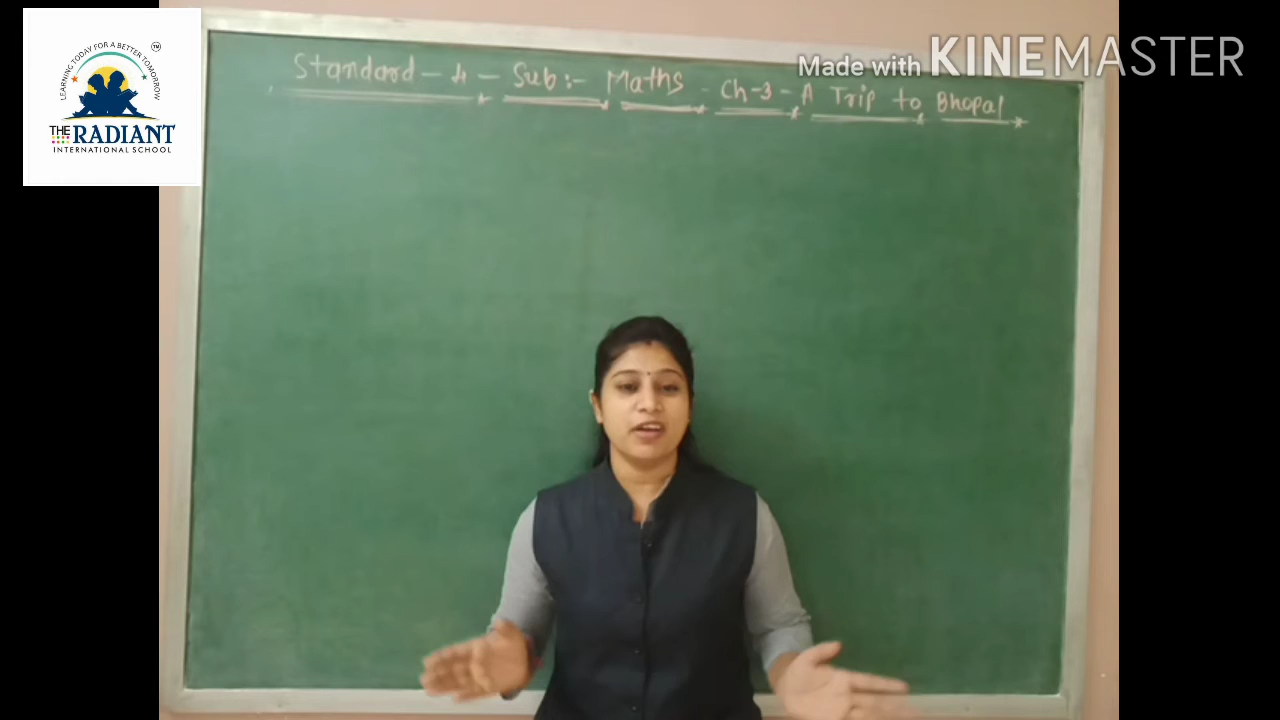 LEARNING TODAY FOR A BETTER TOMORROW
TM
THE RADIANT
INTERNATIONAL SCHOOL
Made with KINEMASTER
Standard - 4 - Sub:- Maths - Ch-3 - A Trip to Bhopal